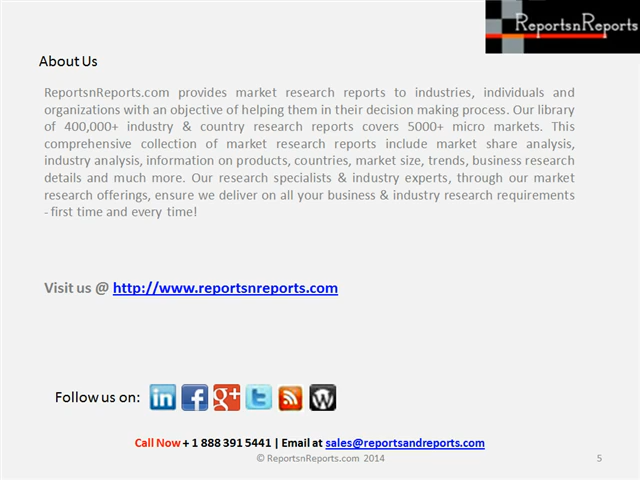 ReportsnReports
About Us
ReportsnReports.com provides market research reports to industries, individuals and
organizations with an objective of helping them in their decision making process. Our library
of 400,000+ industry & country research reports covers 5000+ micro markets. This
comprehensive collection of market research reports include market share analysis,
industry analysis, information on products, countries, market size, trends, business research
details and much more. Our research specialists & industry experts, through our market
research offerings, ensure we deliver on all your business & industry research requirements
- first time and every time!
Visit us @ http://www.reportsnreports.com
Follow us on: in f g+ t W
Call Now + 1 888 391 5441 | Email at sales@reportsandreports.com
© ReportsnReports.com 2014 5